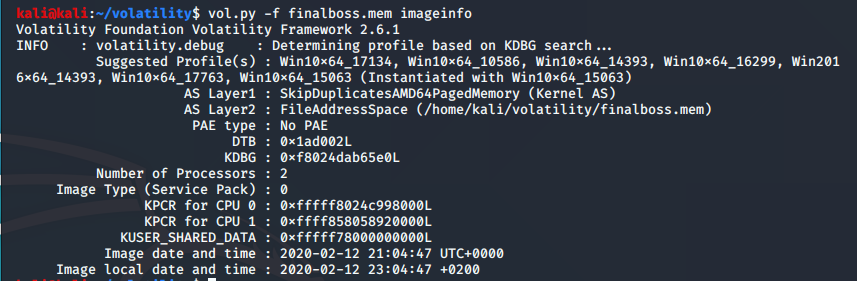 kali@kali:~/volatility$ vol.py -f finalboss.mem imageinfo
Volatility Foundation Volatility Framework 2.6.1
INFO    : volatility.debug    : Determining profile based on KDBG search...
          Suggested Profile(s) : Win10x64_17134, Win10x64_10586, Win10x64_14393, Win10x64_16299, Win201
6x64_14393, Win10x64_17763, Win10x64_15063 (Instantiated with Win10x64_15063)
                     AS Layer1 : SkipDuplicatesAMD64PagedMemory (Kernel AS)
                     AS Layer2 : FileAddressSpace (/home/kali/volatility/finalboss.mem)
                      PAE type : No PAE
                           DTB : 0x1ad002L
                          KDBG : 0xf8024dab65e0L
          Number of Processors : 2
     Image Type (Service Pack) : 0
                KPCR for CPU 0 : 0xfffff8024c998000L
                KPCR for CPU 1 : 0xffff858058920000L
             KUSER_SHARED_DATA : 0xfffff78000000000L
           Image date and time : 2020-02-12 21:04:47 UTC+0000
     Image local date and time : 2020-02-12 23:04:47 +0200